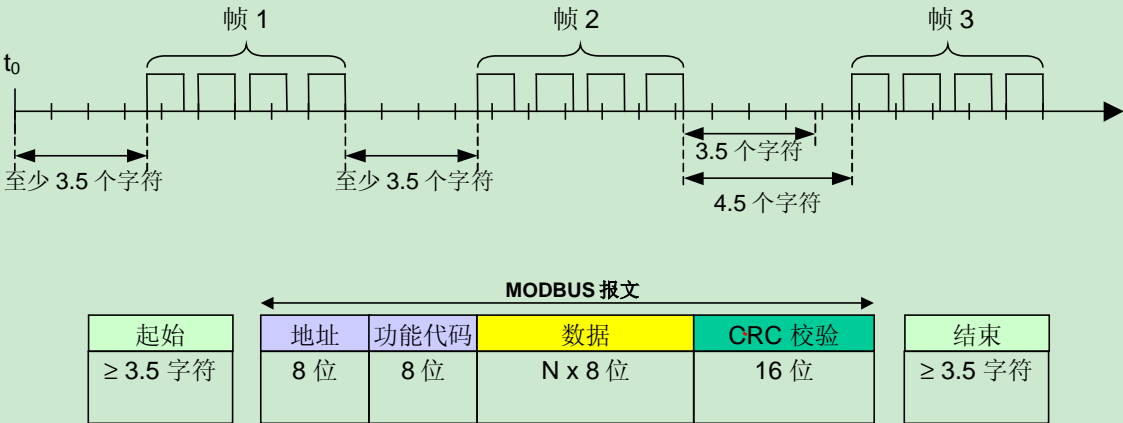 帧 1
帧 2
帧 3
t0
至少 3.5 个字符
至少 3.5 个字符
3.5 个字符
4.5 个字符
MODBUS 报文
起始
地址
功能代码
数据
CRC 校验
结束
≥ 3.5 字符
8 位
8 位
N x 8 位
16 位
≥ 3.5 字符